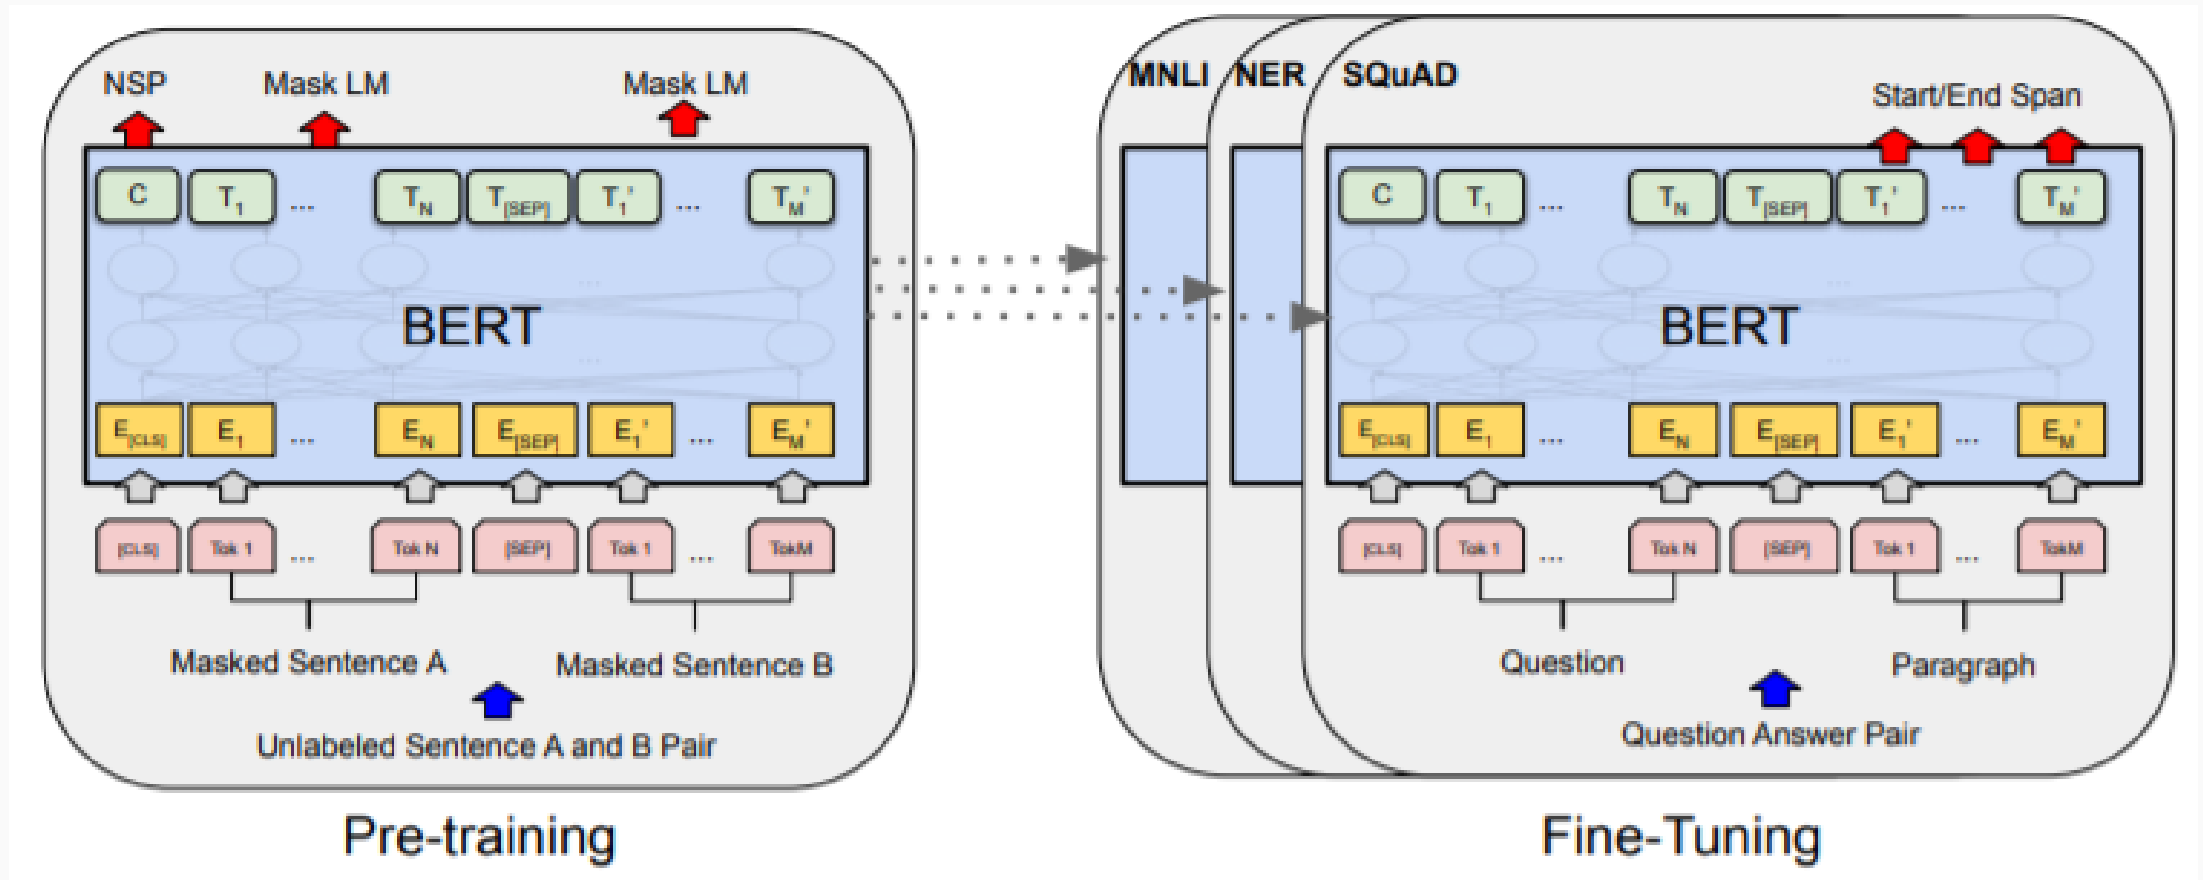 NSP Mask LM Mask LM
C T1 ... TN T[SEP] T1' ... TM'
...
BERT
...
E[CLS] E1 ... EN E[SEP] E1' ... EM'
[CLS] Tok 1 ... Tok N [SEP] Tok 1 ... TokM
Masked Sentence A Masked Sentence B
Unlabeled Sentence A and B Pair
Pre-training
MNLI NER SQuAD
Start/End Span
C T1 ... TN T[SEP] T1' ... TM'
...
BERT
...
E[CLS] E1 ... EN E[SEP] E1' ... EM'
[CLS] Tok 1 ... Tok N [SEP] Tok 1 ... TokM
Question Paragraph
Question Answer Pair
Fine-Tuning